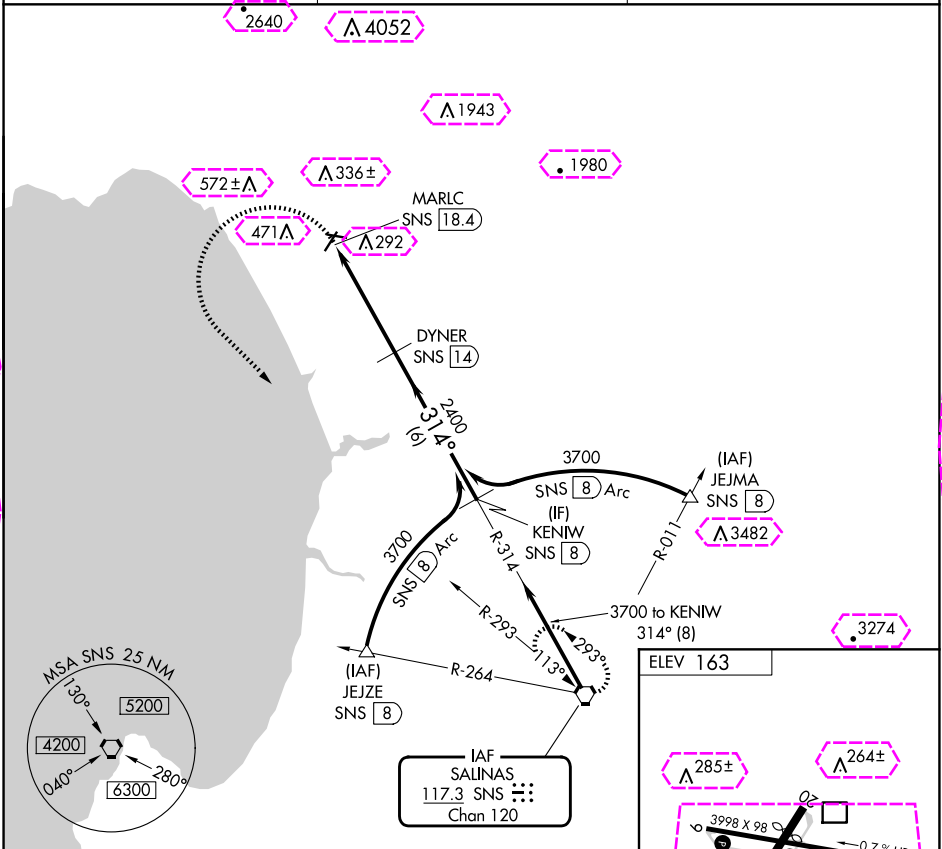 2640
4052
1943
1980
572±
336±
MARLC
SNS 18.4
471
292
DYNER
SNS 14
2400
314°
(6)
3700
SNS 8 Arc
(IAF)
JEJMA
SNS 8
(IF)
KENIW
SNS 8
3482
R-011
3700
SNS 8 Arc
R-314
R-293
113°
293°
3700 to KENIW
314° (8)
3274
R-264
(IAF)
JEJZE
SNS 8
MSA SNS 25 NM
130°
5200
4200
040°
280°
6300
IAF
SALINAS
117.3 SNS
Chan 120
ELEV 163
285±
264±
20
9
3998 X 98
P